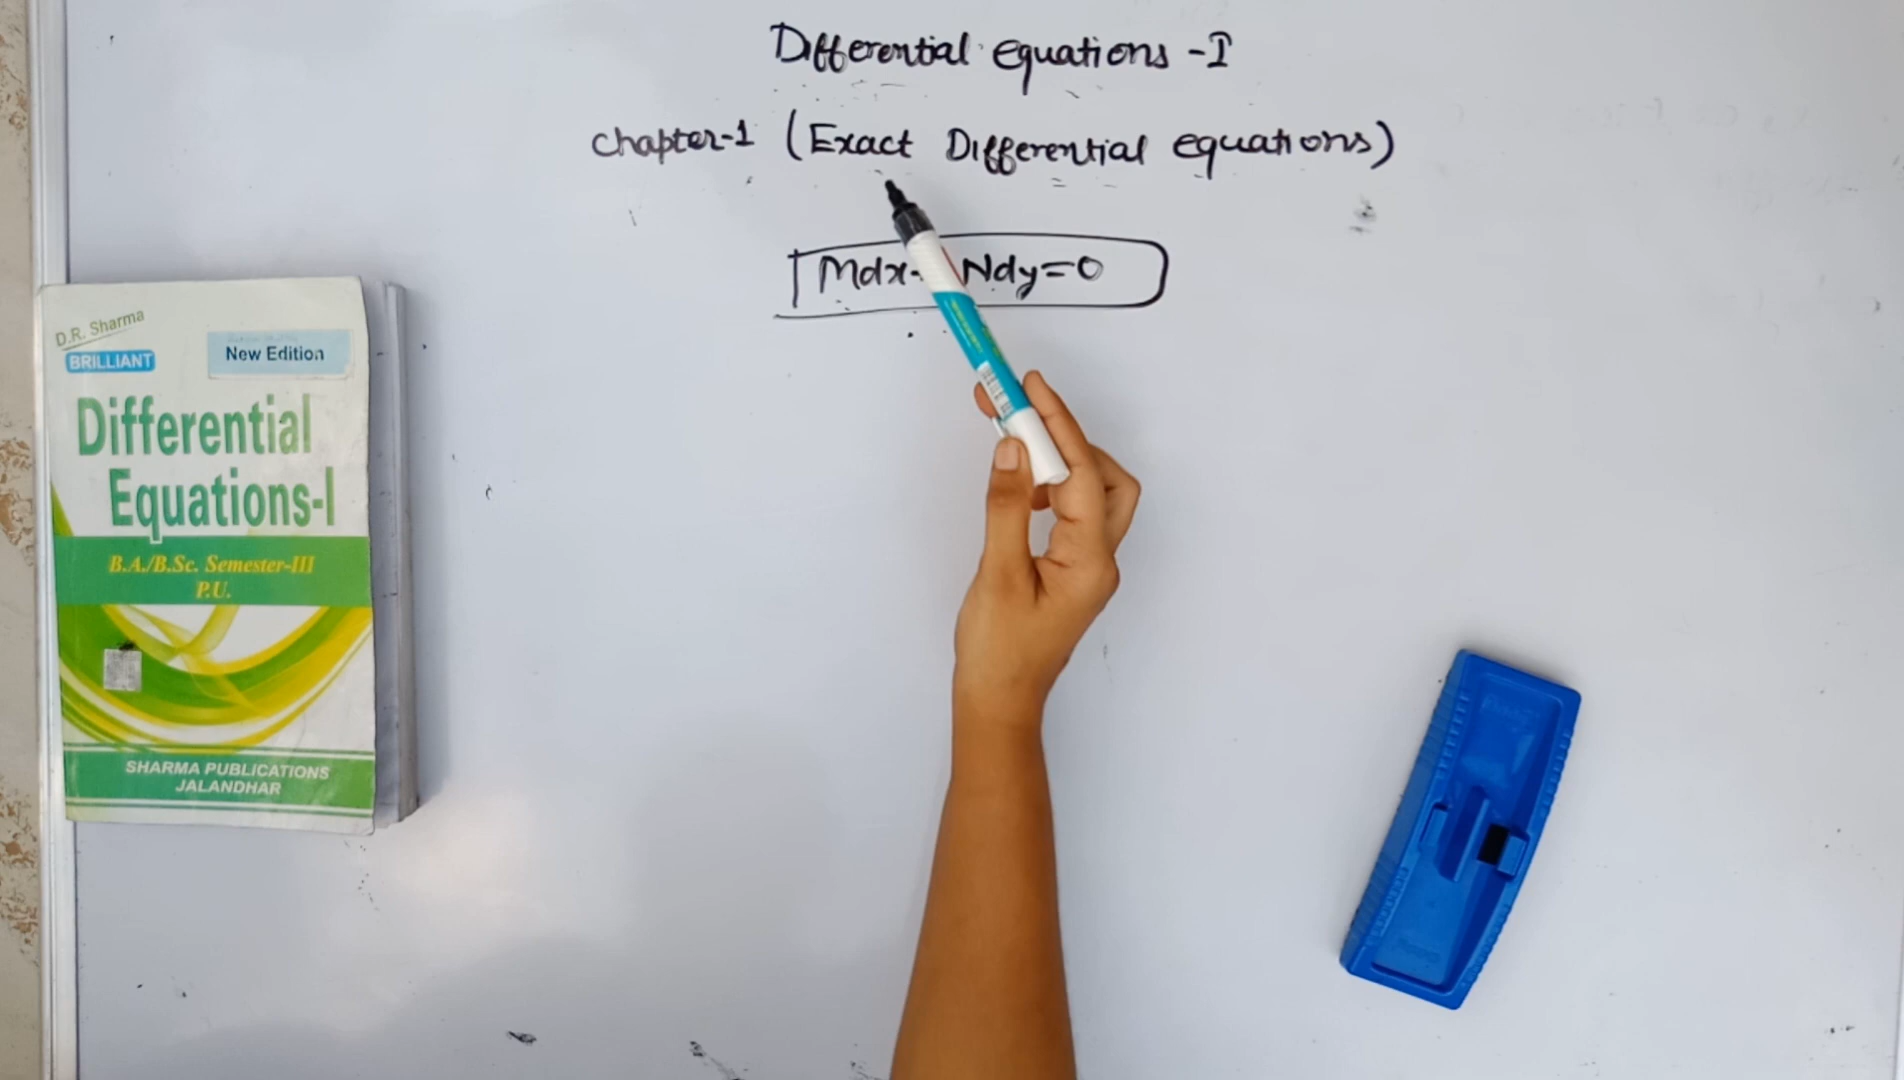 Differential equations -I
chapter-1 (Exact Differential equations)
Mdx Ndy=0
D.R. Sharma
BRILLIANT
New Edition
Differential
Equations-I
B.A./B.Sc. Semester-III
P.U.
SHARMA PUBLICATIONS
JALANDHAR